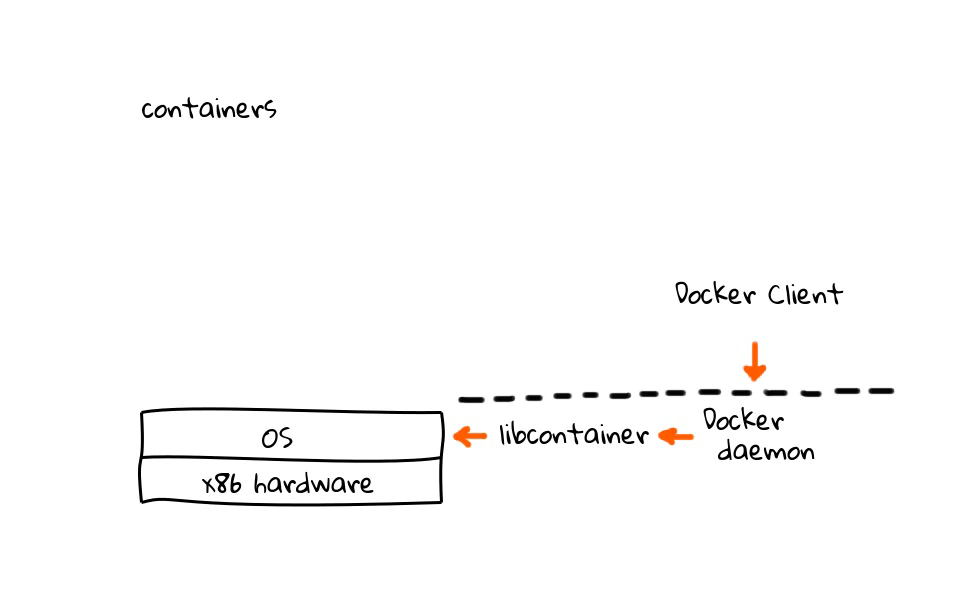 containers
Docker Client
Docker
daemon
libcontainer
OS
x86 hardware